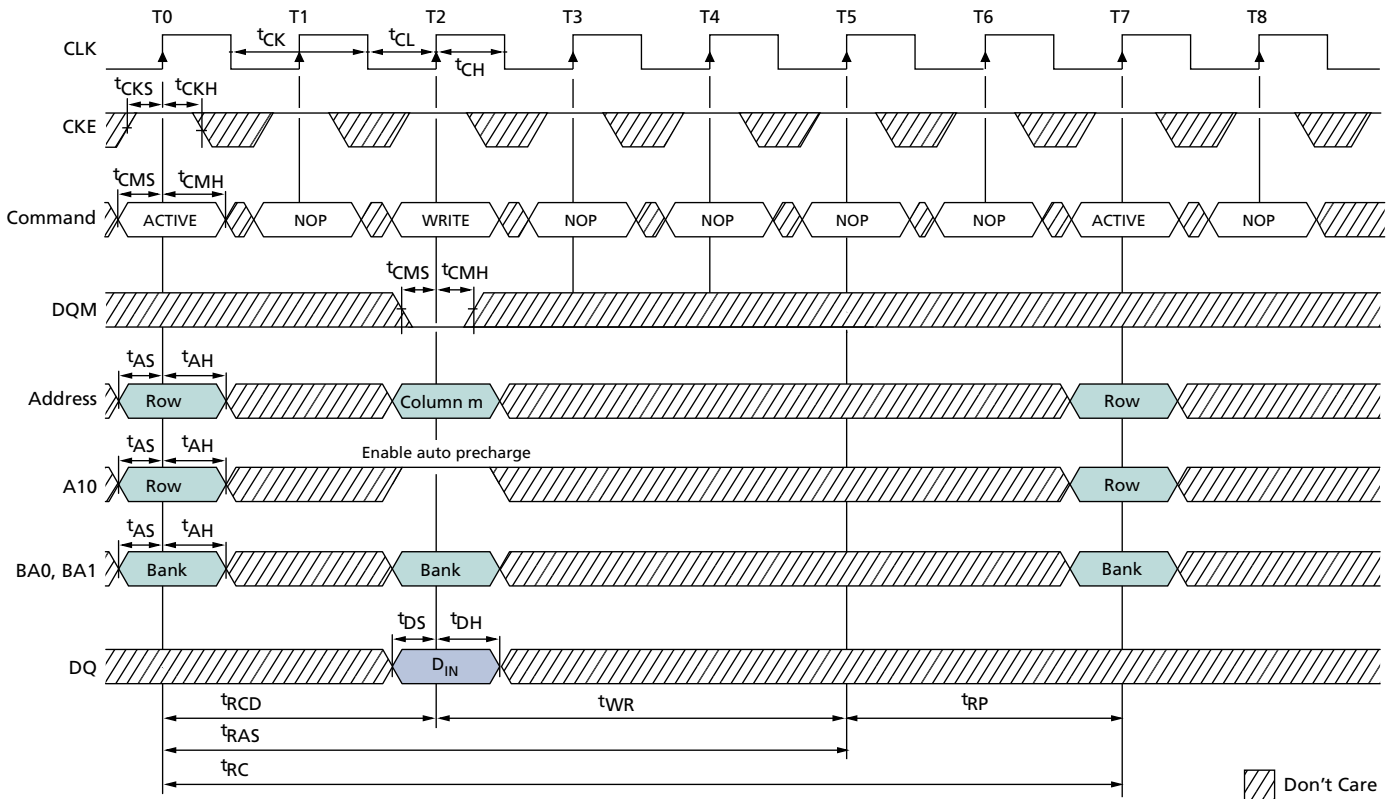 T0 T1 T2 T3 T4 T5 T6 T7 T8
CLK tCK tCL tCH
tCKS tCKH
CKE
tCMS tCMH
Command ACTIVE NOP WRITE NOP NOP NOP NOP ACTIVE NOP
tCMS tCMH
DQM
tAS tAH
Address Row Column m Row
tAS tAH Enable auto precharge
A10 Row Row
tAS tAH
BA0, BA1 Bank Bank Bank
tDS tDH
DQ DIN
tRCD tWR tRP
tRAS
tRC
Don't Care